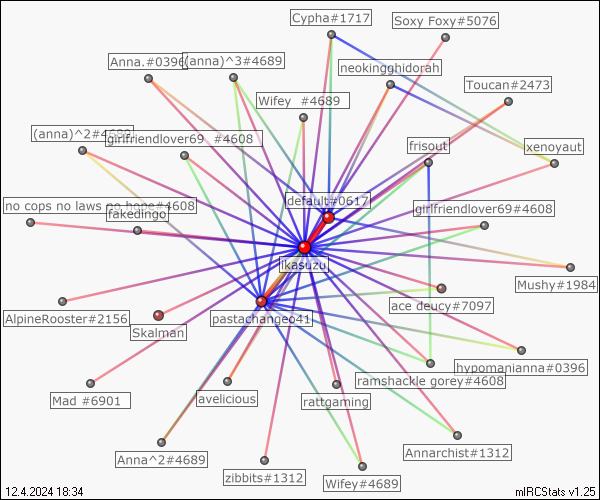 Cypha#1717
Soxy Foxy#5076
Anna.#0396
(anna)^3#4689
neokingghidorah
Toucan#2473
Wifey  #4689
(anna)^2#4689
girlfriendlover69  #4608
frisout
xenoyaut
default#0617
no cops no laws no hope#4608
fakedingo
girlfriendlover69#4608
ikasuzu
Mushy#1984
ace deucy#7097
AlpineRooster#2156
Skalman
pastachangeo41
hypomanianna#0396
ramshackle gorey#4608
Mad #6901
avelicious
rattgaming
Annarchist#1312
Anna^2#4689
zibbits#1312
Wifey#4689
12.4.2024 18:34
mIRCStats v1.25